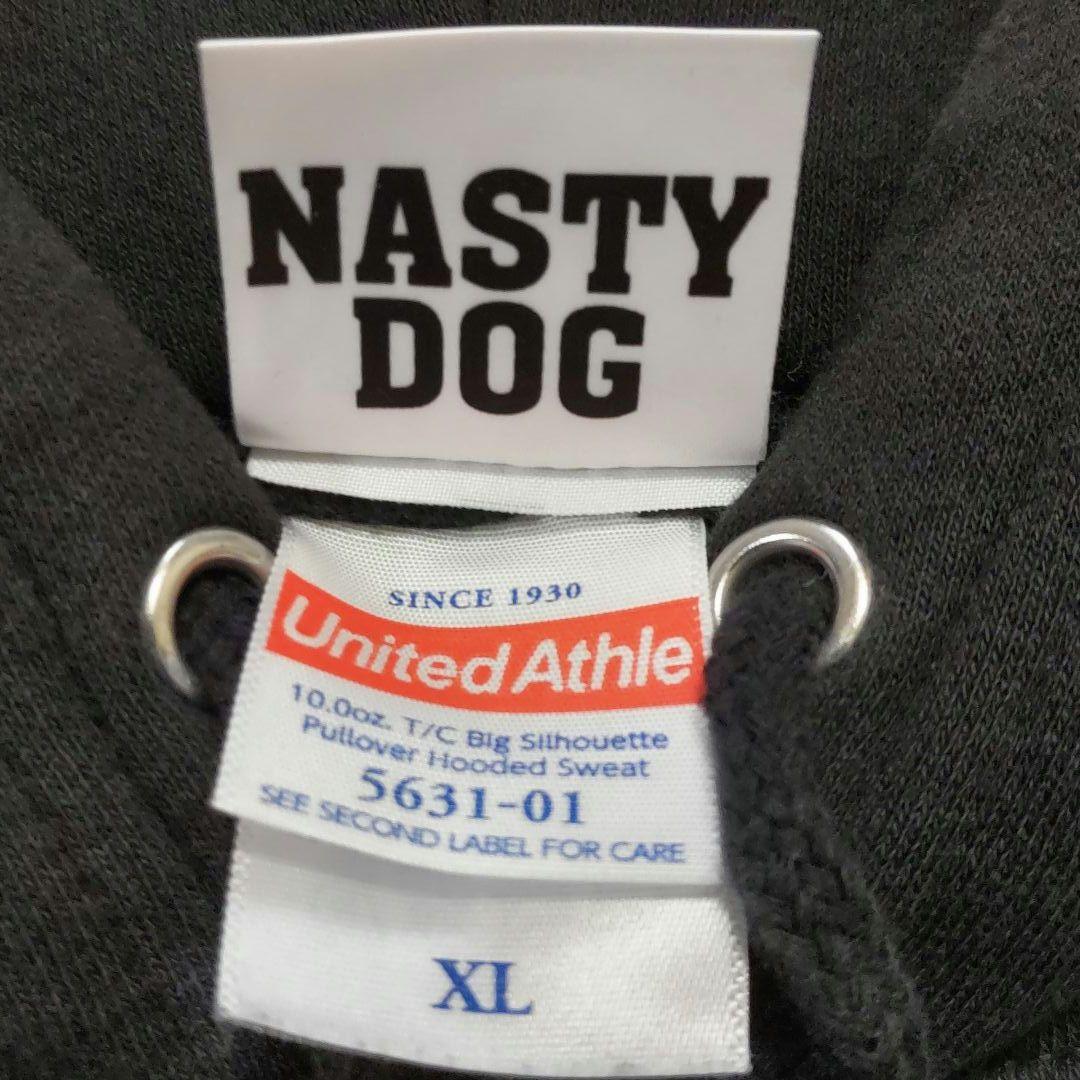 NASTY
DOG
SINCE 1930
United Athle
10.0oz. T/C Big Silhouette
Pullover Hooded Sweat
5631-01
SEE SECOND LABEL FOR CARE
XL